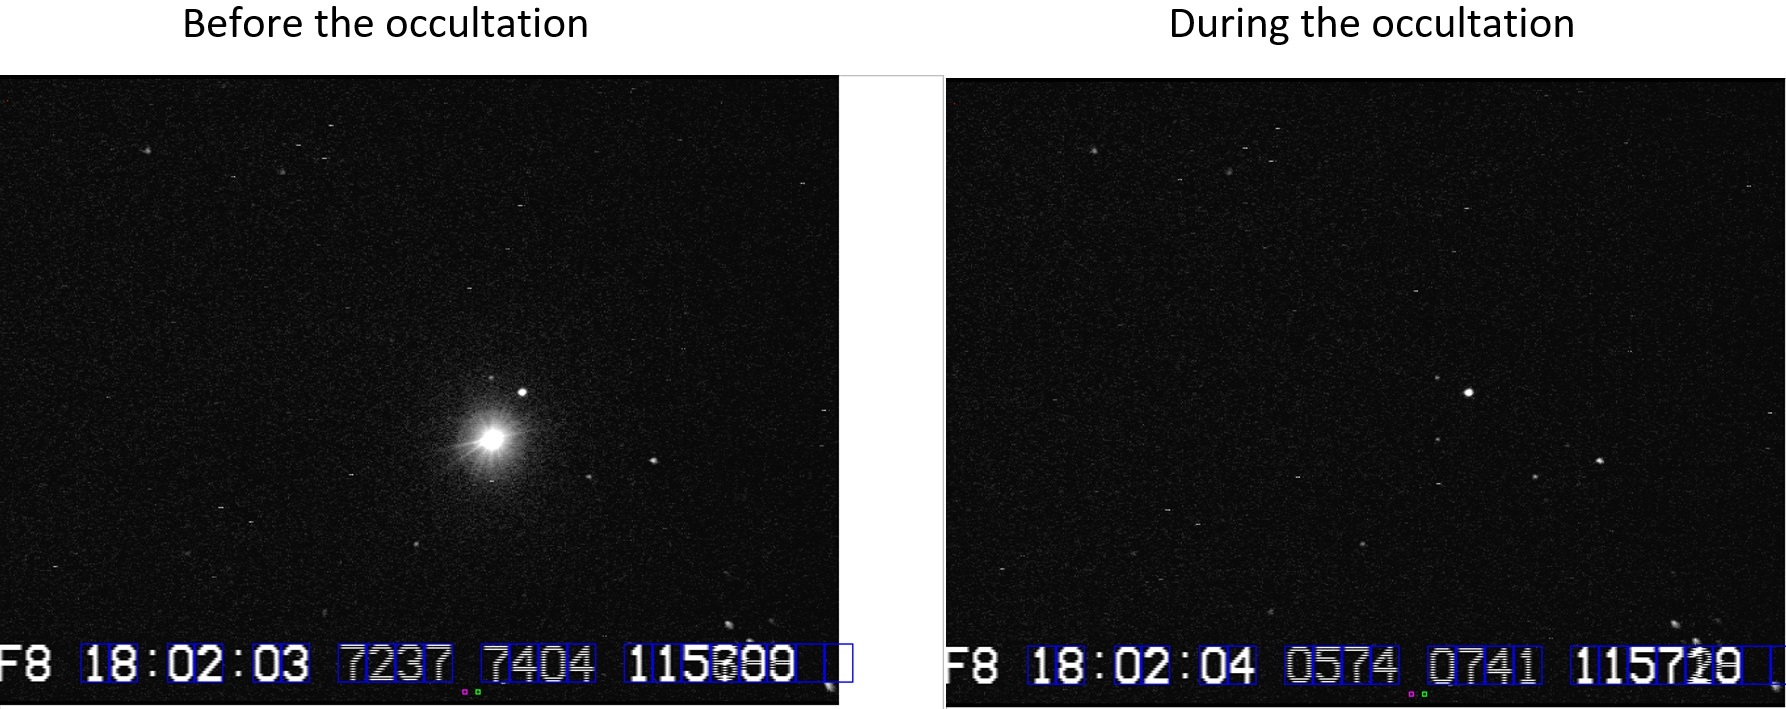 Before the occultation
During the occultation
F8 18:02:03 7237 7404
F8 18:02:04 0574 0741